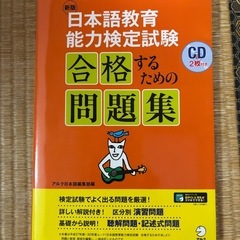 新版
日本語教育
能力検定試験
合格するための
問題集
CD
2枚付き
アルク日本語編集部編
検定試験でよく出る問題を厳選!
詳しい解説付き! 区分別 演習問題
基礎から説明! 聴解問題・記述式問題
アルク